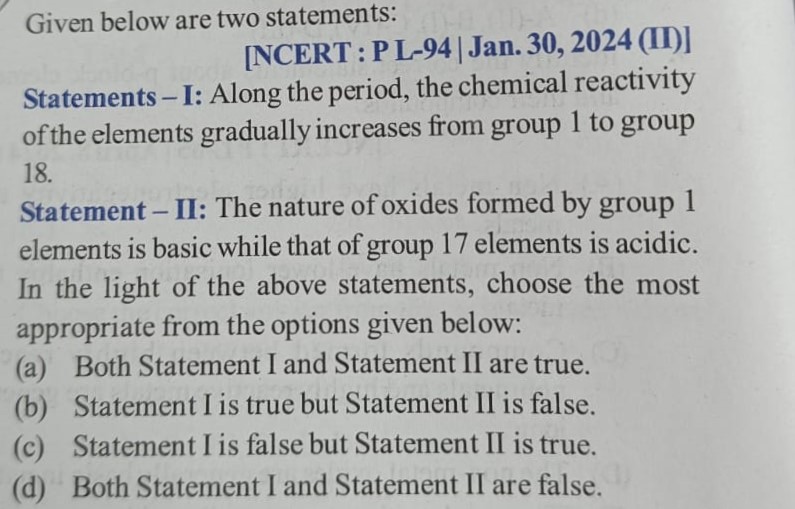 Given below are two statements:
[NCERT : P L-94 | Jan. 30, 2024 (II)]
Statements – I: Along the period, the chemical reactivity
of the elements gradually increases from group 1 to group
18.
Statement – II: The nature of oxides formed by group 1
elements is basic while that of group 17 elements is acidic.
In the light of the above statements, choose the most
appropriate from the options given below:
(a) Both Statement I and Statement II are true.
(b) Statement I is true but Statement II is false.
(c) Statement I is false but Statement II is true.
(d) Both Statement I and Statement II are false.